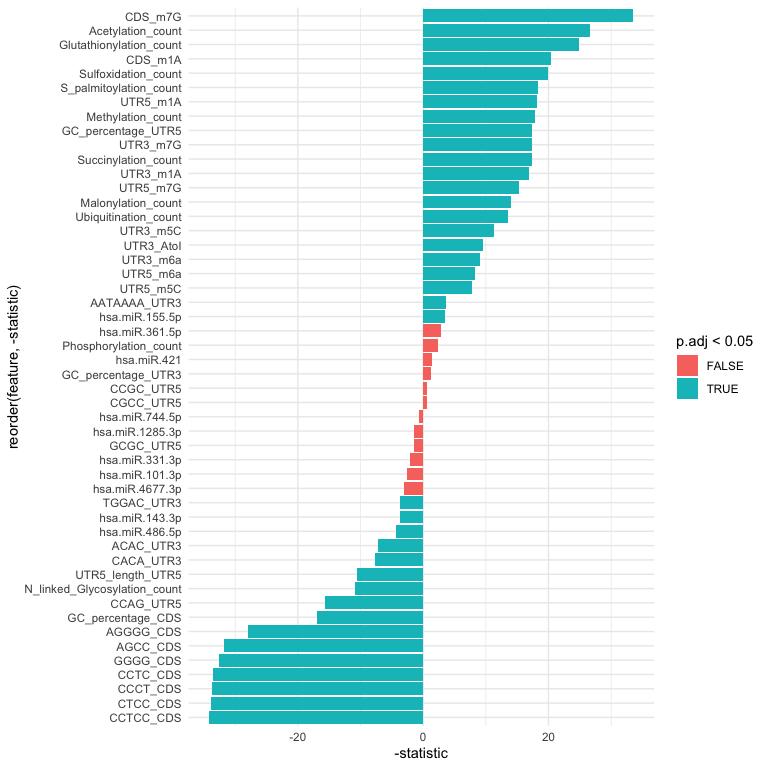 CDS_m7G
Acetylation_count
Glutathionylation_count
CDS_m1A
Sulfoxidation_count
S_palmitoylation_count
UTR5_m1A
Methylation_count
GC_percentage_UTR5
UTR3_m7G
Succinylation_count
UTR3_m1A
UTR5_m7G
Malonylation_count
Ubiquitination_count
UTR3_m5C
UTR3_AtoI
UTR3_m6a
UTR5_m6a
UTR5_m5C
AATAAAA_UTR3
hsa.miR.155.5p
hsa.miR.361.5p
Phosphorylation_count
hsa.miR.421
GC_percentage_UTR3
CCGC_UTR5
CGCC_UTR5
hsa.miR.744.5p
hsa.miR.1285.3p
GCGC_UTR5
hsa.miR.331.3p
hsa.miR.101.3p
hsa.miR.4677.3p
TGGAC_UTR3
hsa.miR.143.3p
hsa.miR.486.5p
ACAC_UTR3
CACA_UTR3
UTR5_length_UTR5
N_linked_Glycosylation_count
CCAG_UTR5
GC_percentage_CDS
AGGGG_CDS
AGCC_CDS
GGGG_CDS
CCTC_CDS
CCCT_CDS
CTCC_CDS
CCTCC_CDS
reorder(feature, -statistic)
-20 0 20
-statistic
p.adj < 0.05
FALSE
TRUE